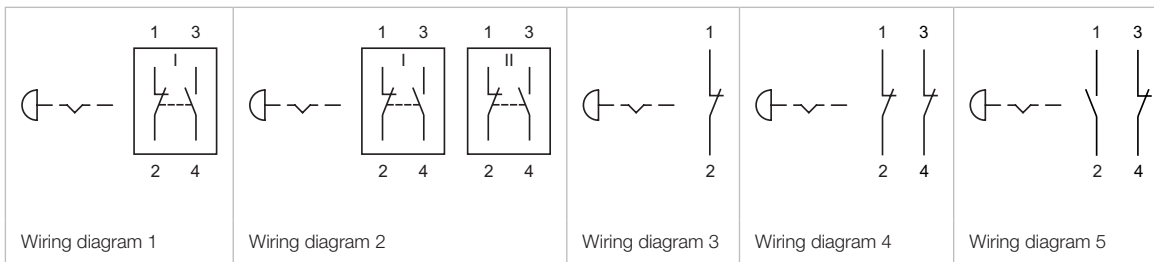 1 3
I
2 4
Wiring diagram 1
1 3 1 3
I II
2 4 2 4
Wiring diagram 2
1
2
Wiring diagram 3
1 3
2 4
Wiring diagram 4
1 3
2 4
Wiring diagram 5